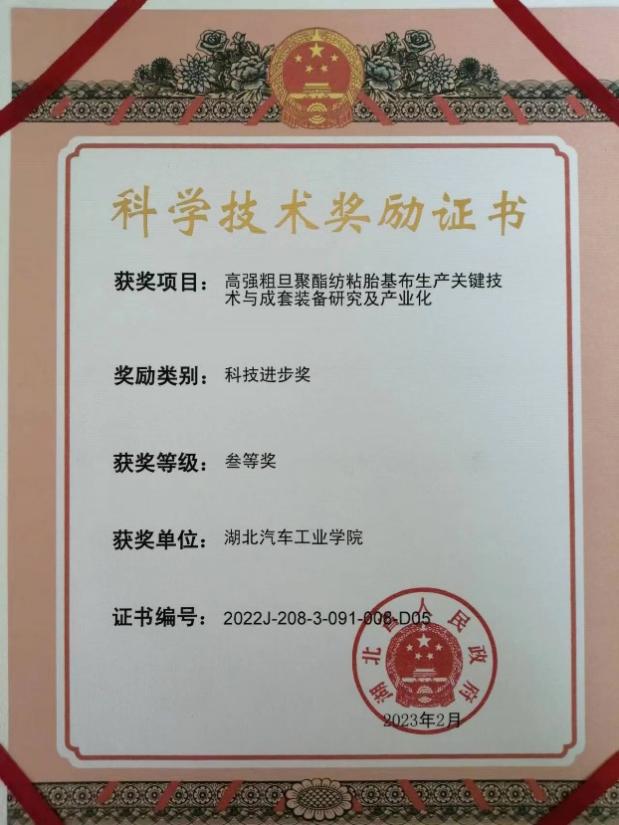 科学技术奖励证书
获奖项目：高强粗旦聚酯纺粘胎基布生产关键技
术与成套装备研究及产业化
奖励类别：科技进步奖
获奖等级：叁等奖
获奖单位：湖北汽车工业学院
证书编号：2022J-208-3-091-008-D05
湖北省人民政府
2023年2月